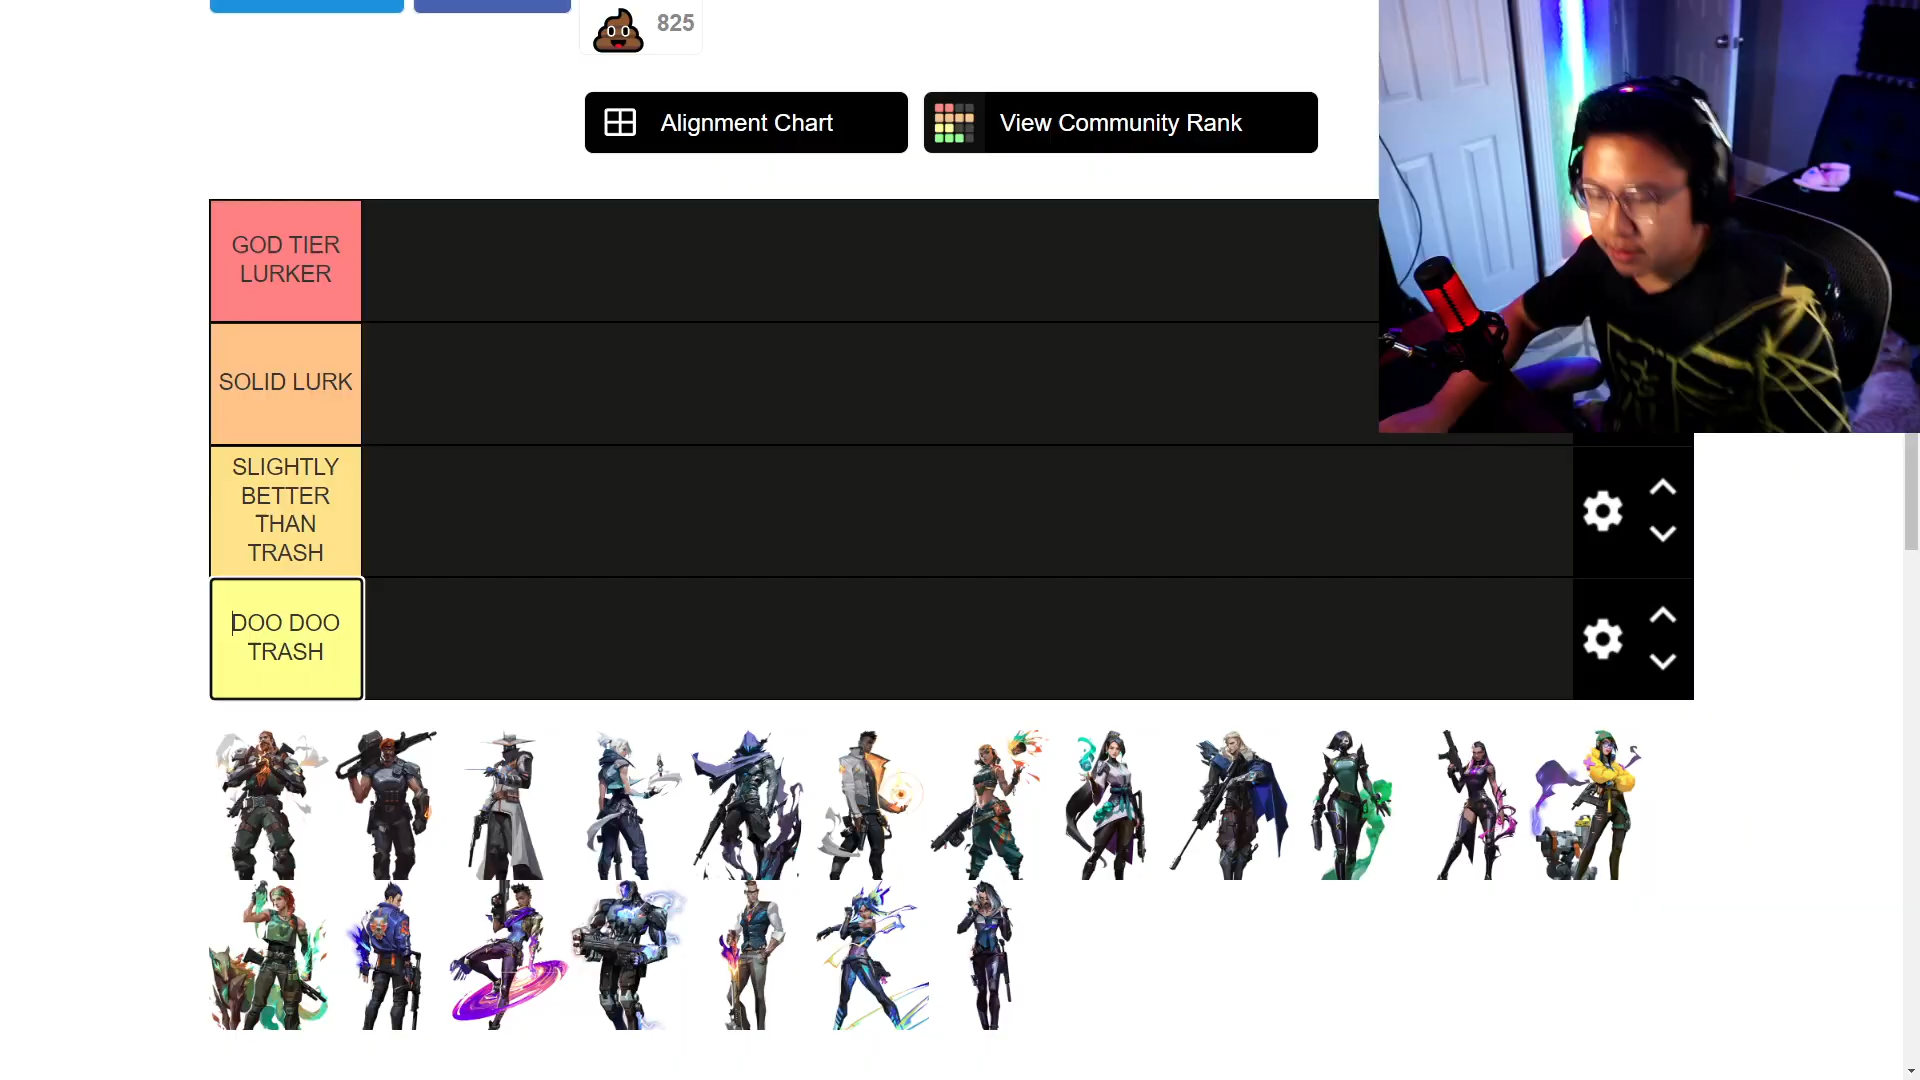 825
Alignment Chart
View Community Rank
GOD TIER
LURKER
SOLID LURK
SLIGHTLY
BETTER
THAN
TRASH
DOO DOO
TRASH